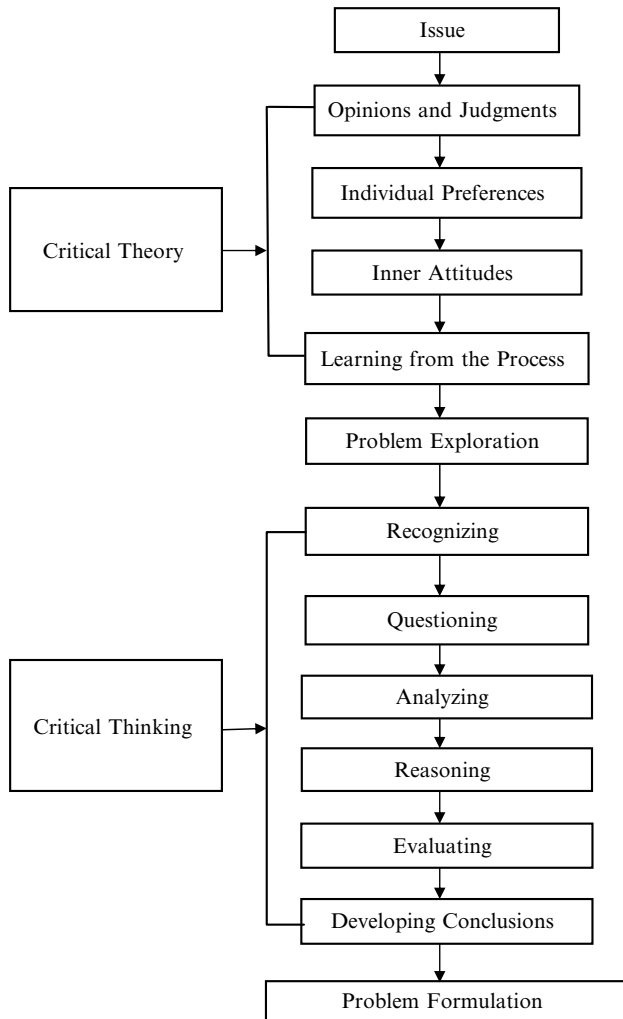 Issue
Opinions and Judgments
Individual Preferences
Critical Theory
Inner Attitudes
Learning from the Process
Problem Exploration
Recognizing
Questioning
Analyzing
Critical Thinking
Reasoning
Evaluating
Developing Conclusions
Problem Formulation